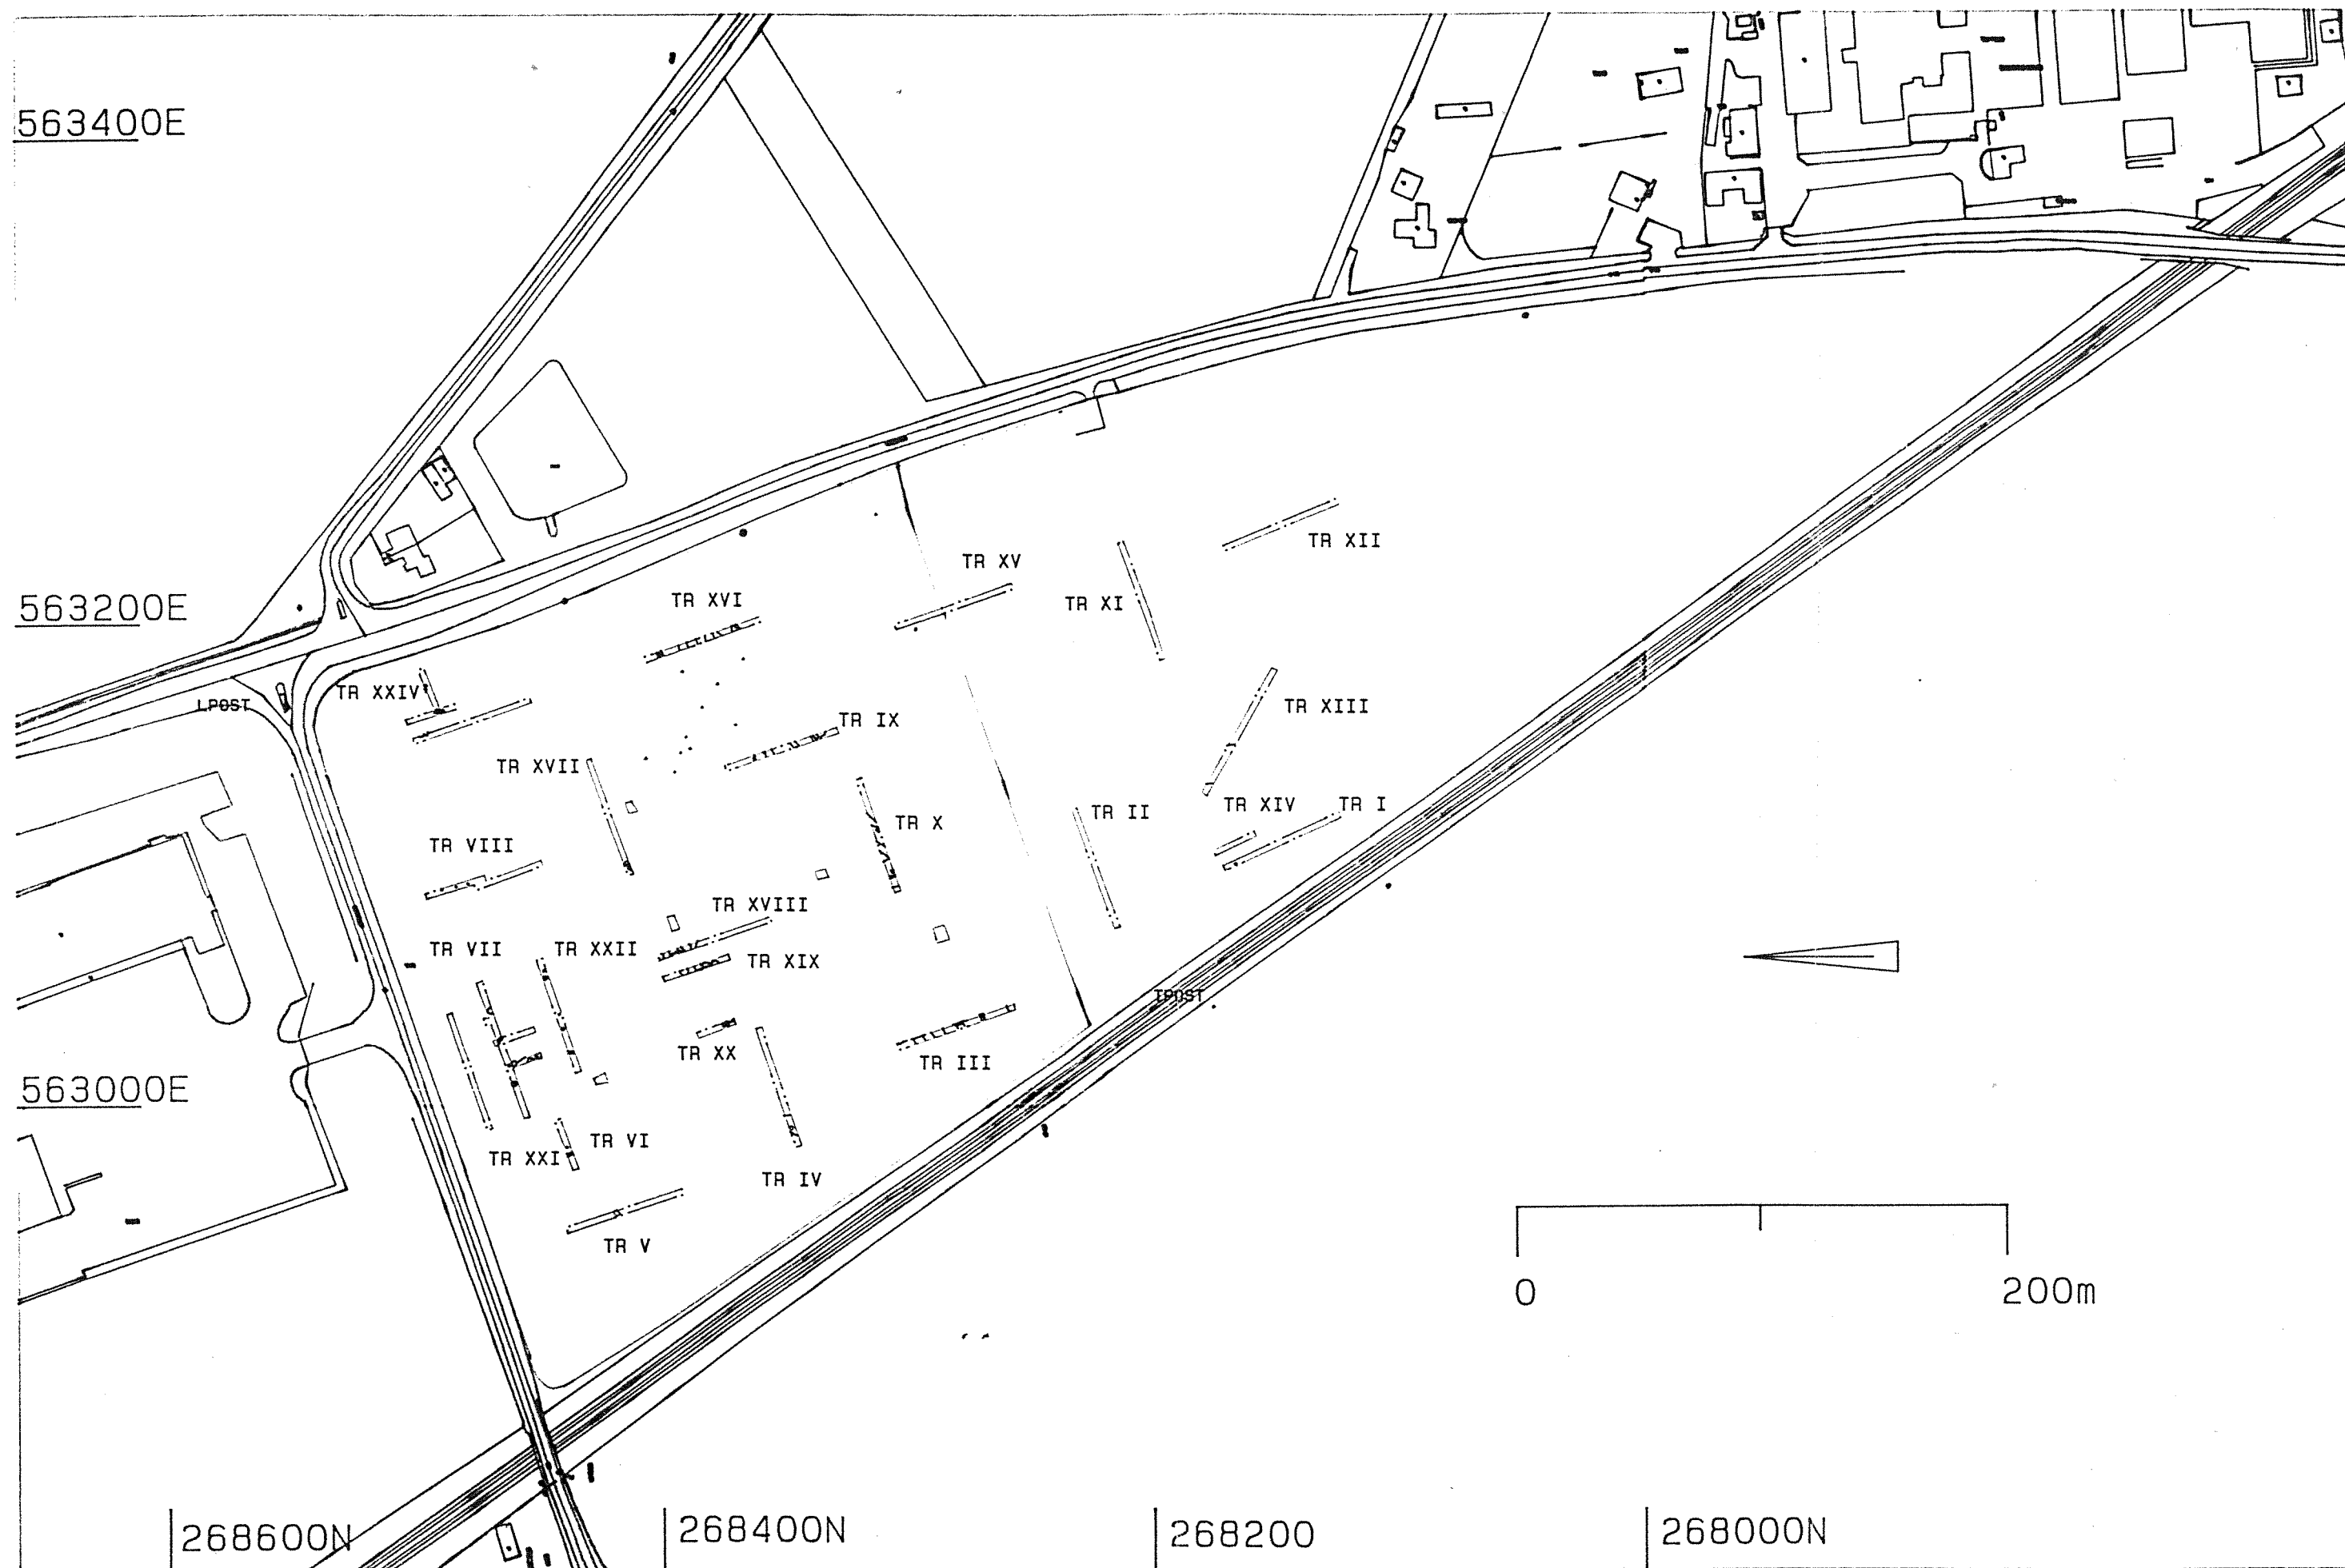 563400E
TR XII
TR XV
TR XVI
TR XI
563200E
TR XXIV
LPOST
TR XIII
TR IX
TR XVII
TR XIV
TR I
TR II
TR X
TR VIII
TR XVIII
TR VII
TR XXII
TR XIX
TPOST
TR XX
TR III
563000E
TR VI
TR XXI
TR IV
TR V
0
200m
268600N
268400N
268200
268000N